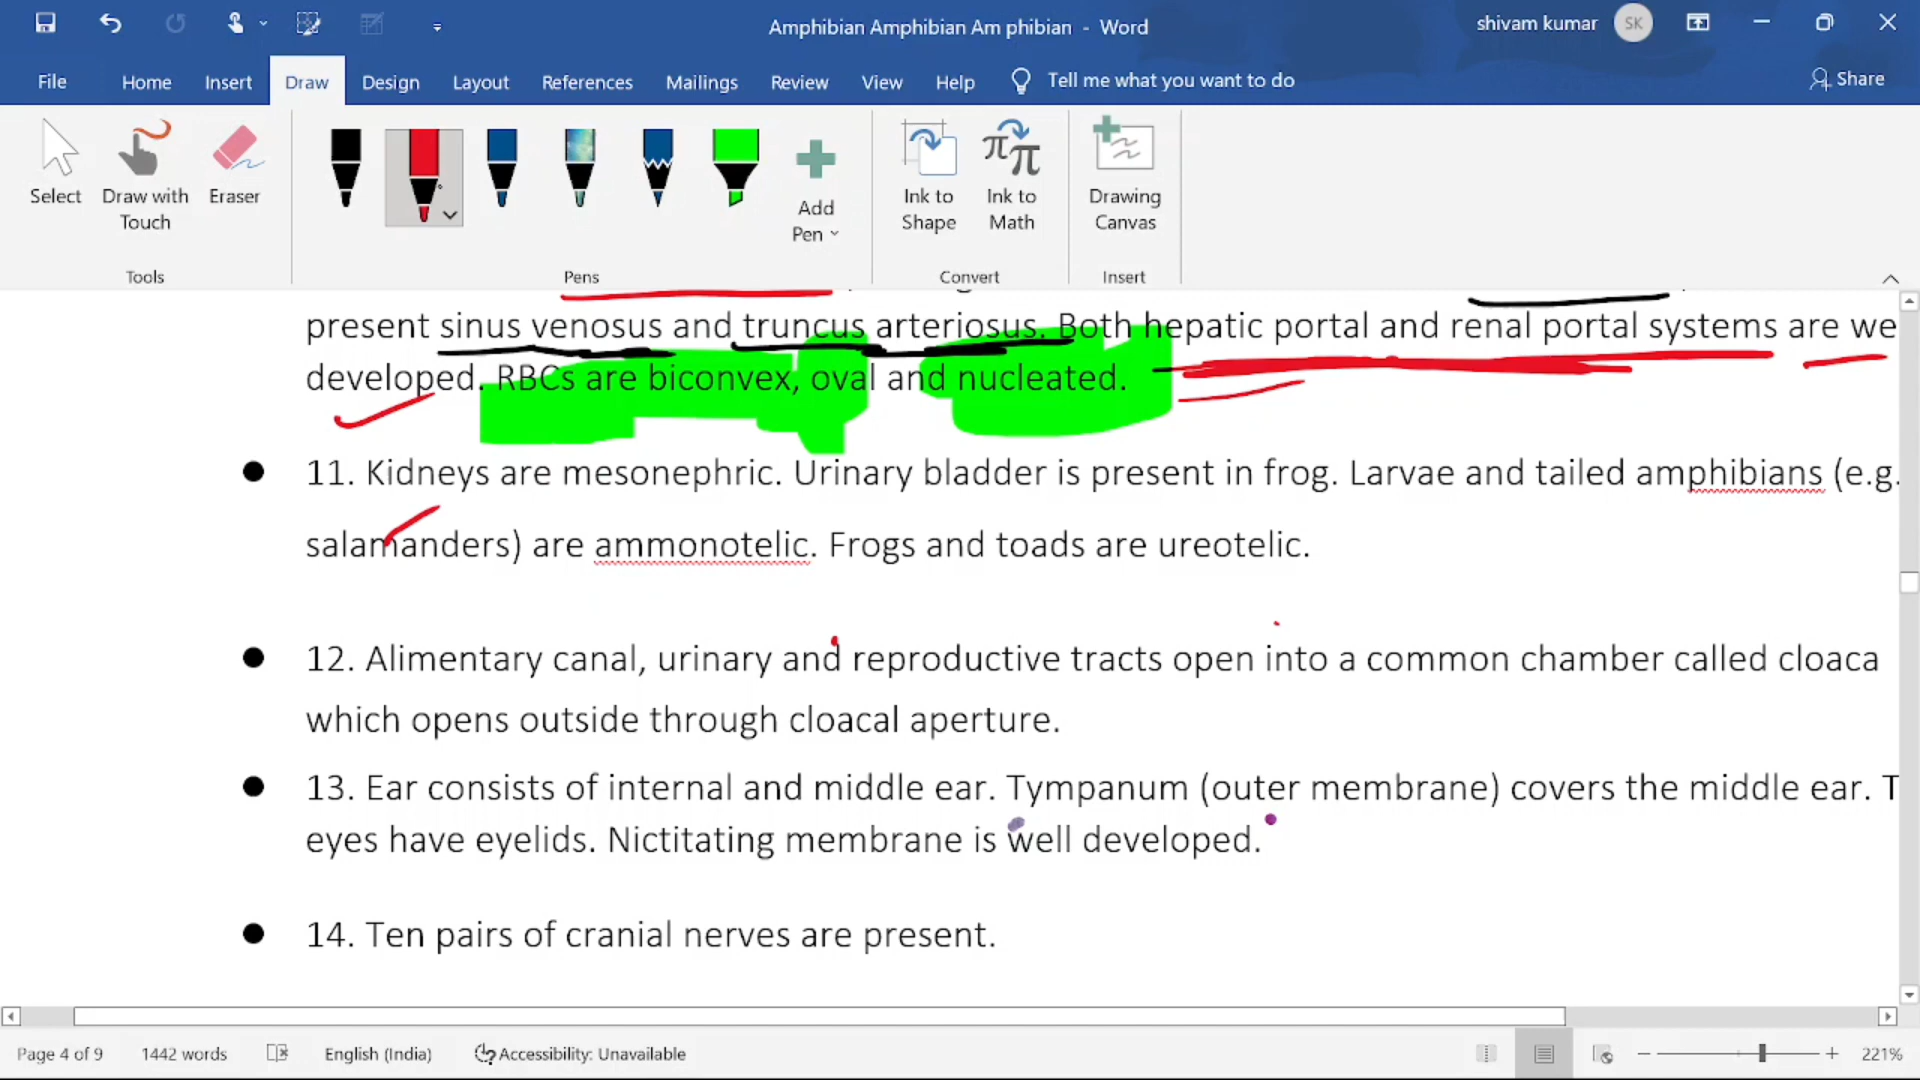 Amphibian Amphibian Am phibian - Word
shivam kumar
SK
File
Home
Insert
Draw
Design
Layout
References
Mailings
Review
View
Help
Tell me what you want to do
Share
Select
Draw with
Touch
Eraser
Add
Pen
Ink to
Shape
Ink to
Math
Drawing
Canvas
Tools
Pens
Convert
Insert
present sinus venosus and truncus arteriosus. Both hepatic portal and renal portal systems are we
developed. RBCs are biconvex, oval and nucleated.
● 11. Kidneys are mesonephric. Urinary bladder is present in frog. Larvae and tailed amphibians (e.g.
salamanders) are ammonotelic. Frogs and toads are ureotelic.
● 12. Alimentary canal, urinary and reproductive tracts open into a common chamber called cloaca
which opens outside through cloacal aperture.
● 13. Ear consists of internal and middle ear. Tympanum (outer membrane) covers the middle ear. T
eyes have eyelids. Nictitating membrane is well developed.
● 14. Ten pairs of cranial nerves are present.
Page 4 of 9
1442 words
English (India)
Accessibility: Unavailable
221%